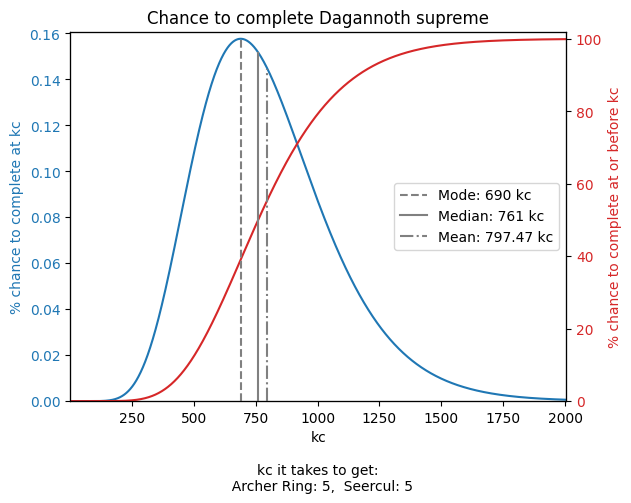 Chance to complete Dagannoth supreme
% chance to complete at kc
0.16
0.14
0.12
0.10
0.08
0.06
0.04
0.02
0.00
100
80
60
40
20
0
% chance to complete at or before kc
Mode: 690 kc
Median: 761 kc
Mean: 797.47 kc
250 500 750 1000 1250 1500 1750 2000
kc
kc it takes to get:
Archer Ring: 5,  Seercul: 5